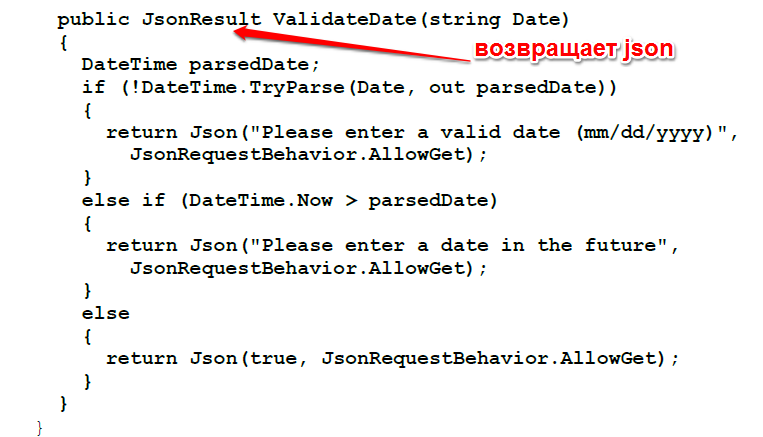 public JsonResult ValidateDate(string Date)
возвращает json
{
DateTime parsedDate;
if (!DateTime.TryParse(Date, out parsedDate))
{
return Json("Please enter a valid date (mm/dd/yyyy)",
JsonRequestBehavior.AllowGet);
}
else if (DateTime.Now > parsedDate)
{
return Json("Please enter a date in the future",
JsonRequestBehavior.AllowGet);
}
else
{
return Json(true, JsonRequestBehavior.AllowGet);
}
}
}